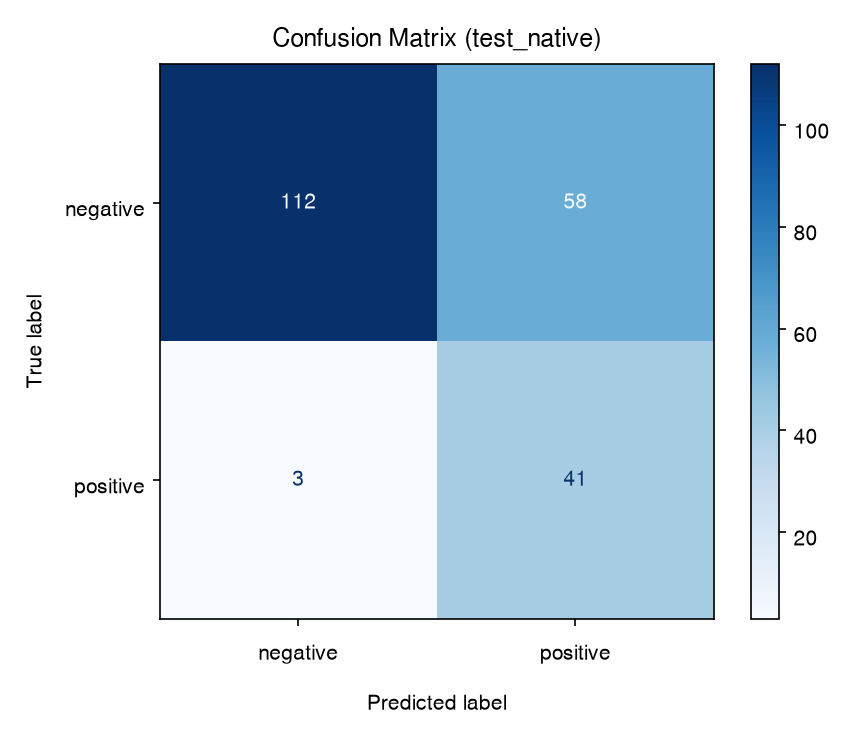 Confusion Matrix (test_native)
100
112
58
80
negative
60
True label
40
3
41
positive
20
negative
positive
Predicted label